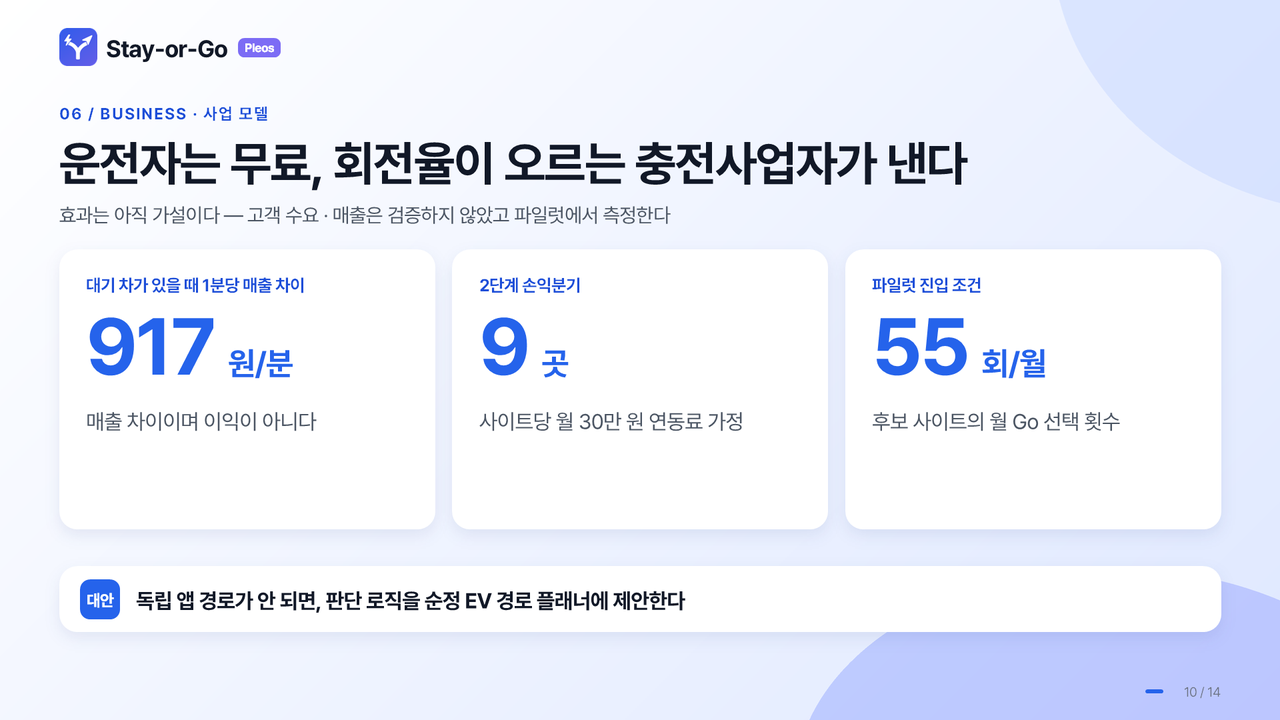 Stay-or-Go Pleos
06 / BUSINESS · 사업 모델
운전자는 무료, 회전율이 오르는 충전사업자가 낸다
효과는 아직 가설이다 — 고객 수요 · 매출은 검증하지 않았고 파일럿에서 측정한다
대기 차가 있을 때 1분당 매출 차이
917 원/분
매출 차이이며 이익이 아니다
2단계 손익분기
9 곳
사이트당 월 30만 원 연동료 가정
파일럿 진입 조건
55 회/월
후보 사이트의 월 Go 선택 횟수
대안 독립 앱 경로가 안 되면, 판단 로직을 순정 EV 경로 플래너에 제안한다
10 / 14